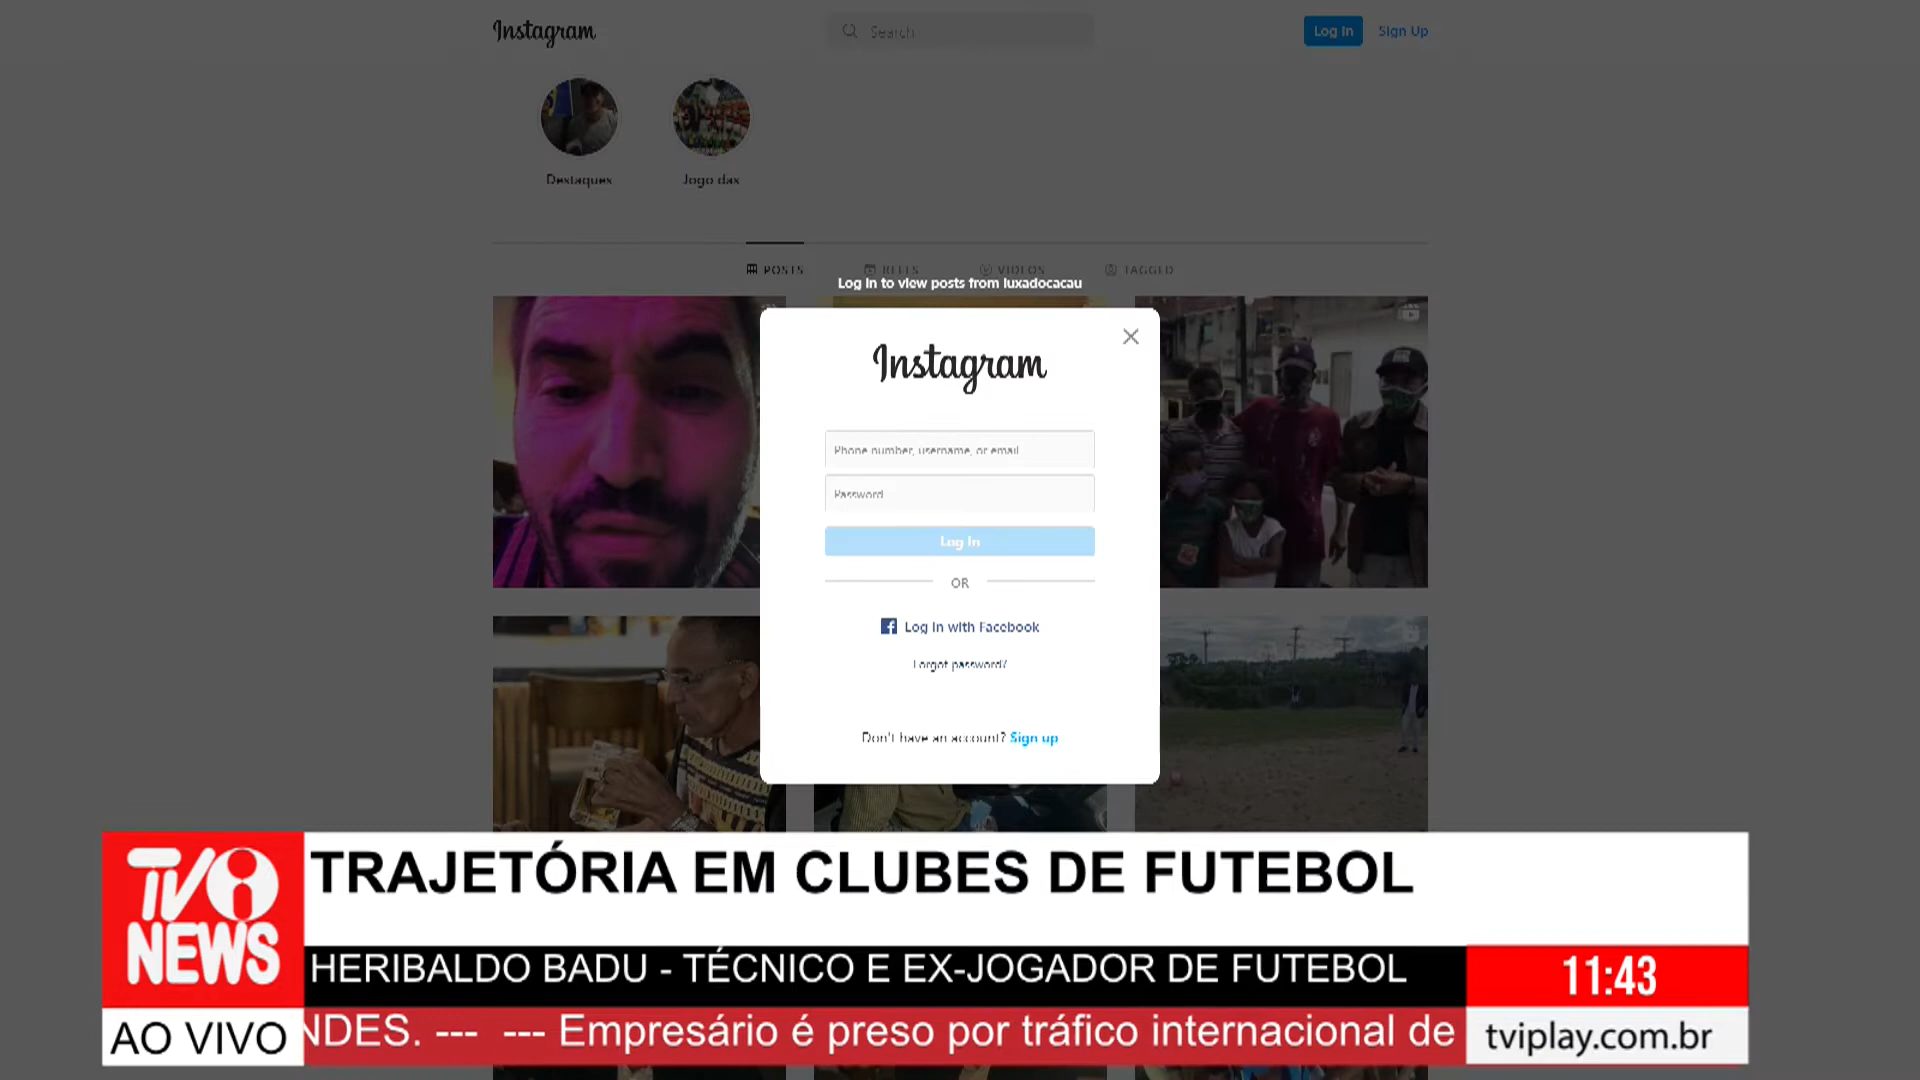 Instagram
Search
Log In
Sign Up
Destaques
Jogo dax
POSTS
REELS
VIDEOS
TAGGED
Log in to view posts from luxadocacau
Instagram
Phone number, username, or email
Password
Log In
OR
Log in with Facebook
Forgot password?
Don't have an account? Sign up
TVi NEWS
TRAJETÓRIA EM CLUBES DE FUTEBOL
HERIBALDO BADU - TÉCNICO E EX-JOGADOR DE FUTEBOL
11:43
AO VIVO
NDES. --- --- Empresário é preso por tráfico internacional de
tviplay.com.br